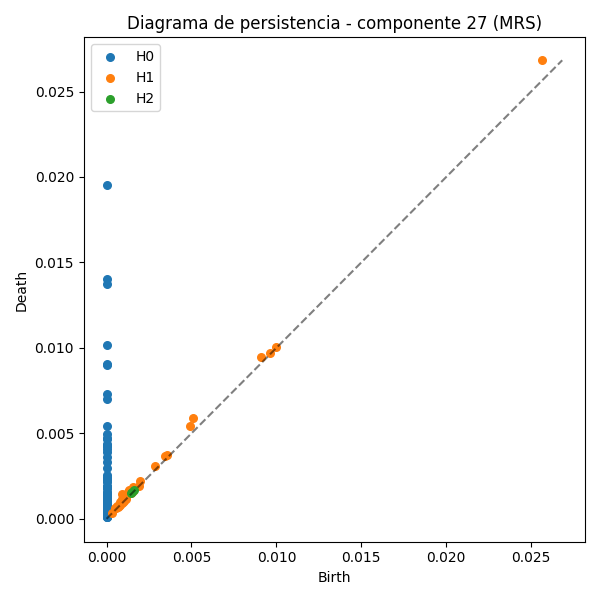 Diagrama de persistencia - componente 27 (MRS)
H0
H1
H2
0.025
0.020
0.015
0.010
0.005
0.000
Death
0.000 0.005 0.010 0.015 0.020 0.025
Birth